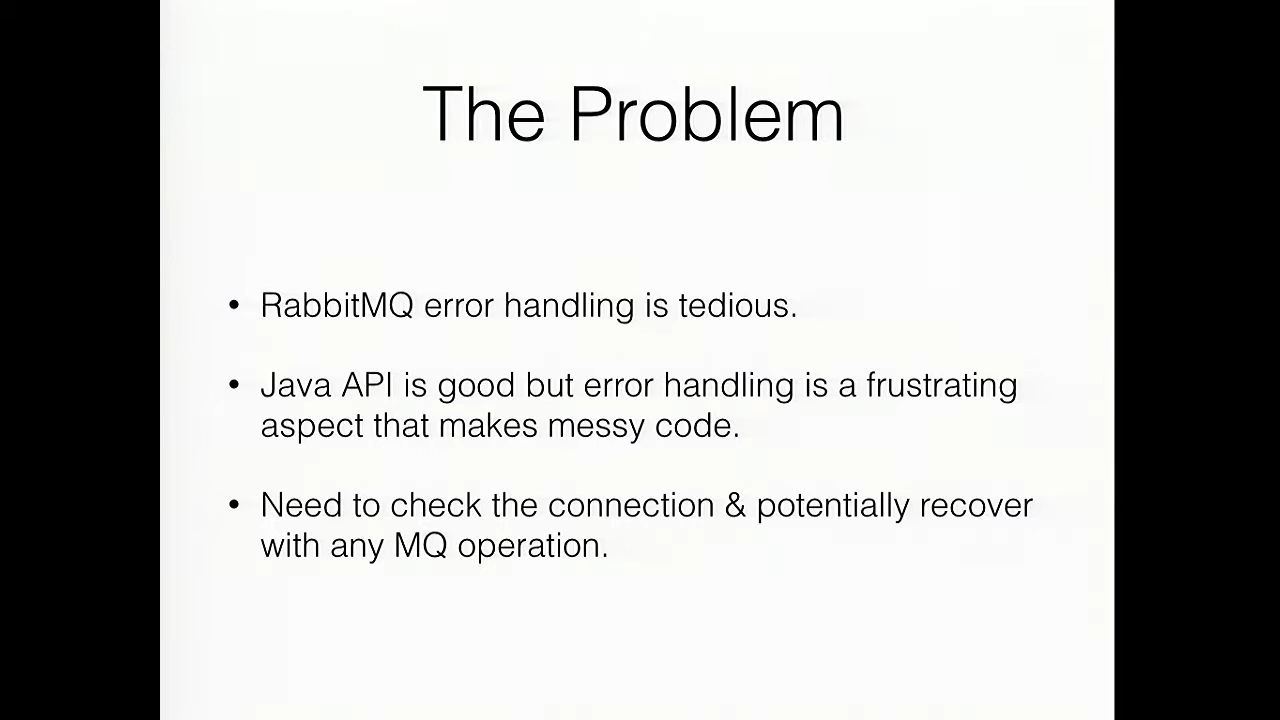 The Problem
• RabbitMQ error handling is tedious.
• Java API is good but error handling is a frustrating
aspect that makes messy code.
• Need to check the connection & potentially recover
with any MQ operation.